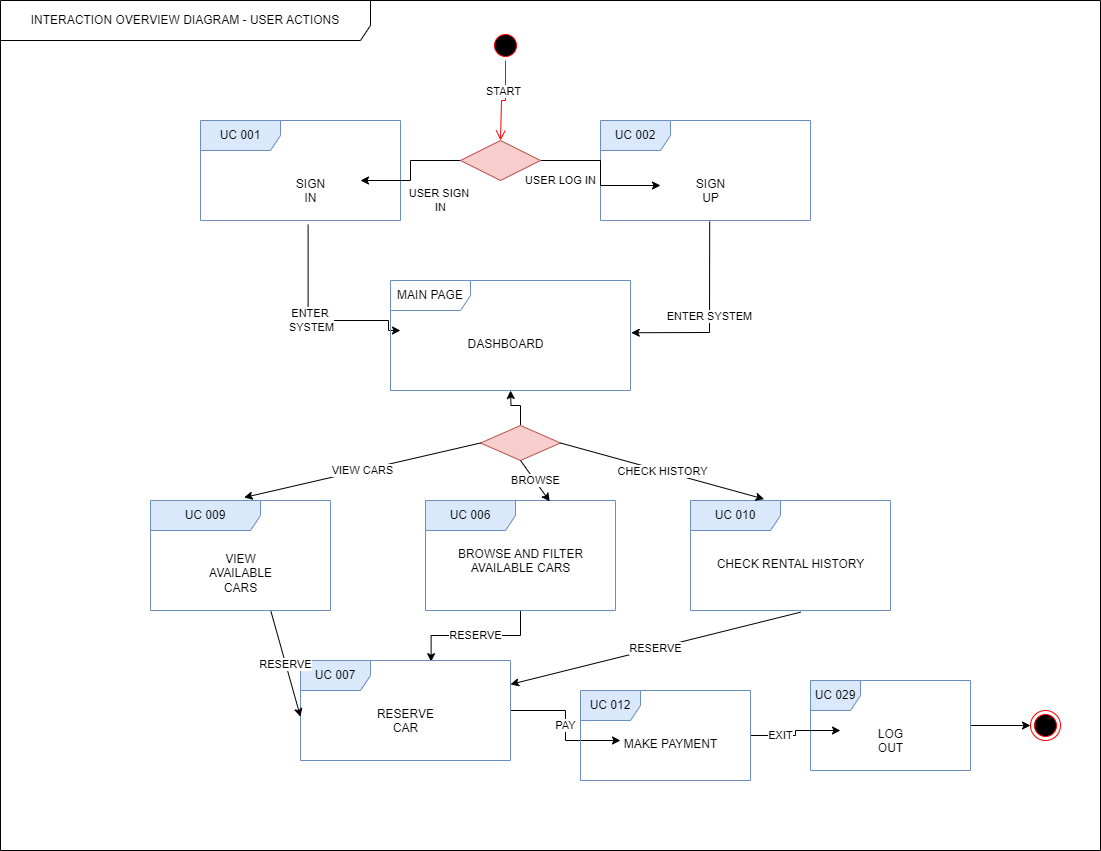 INTERACTION OVERVIEW DIAGRAM - USER ACTIONS
START
UC 001
UC 002
SIGN
IN
USER SIGN
IN
USER LOG IN
SIGN
UP
ENTER
SYSTEM
ENTER SYSTEM
MAIN PAGE
DASHBOARD
VIEW CARS
BROWSE
CHECK HISTORY
UC 009
UC 006
UC 010
VIEW
AVAILABLE
CARS
BROWSE AND FILTER
AVAILABLE CARS
CHECK RENTAL HISTORY
RESERVE
RESERVE
RESERVE
UC 007
RESERVE
CAR
PAY
UC 012
MAKE PAYMENT
EXIT
UC 029
LOG
OUT